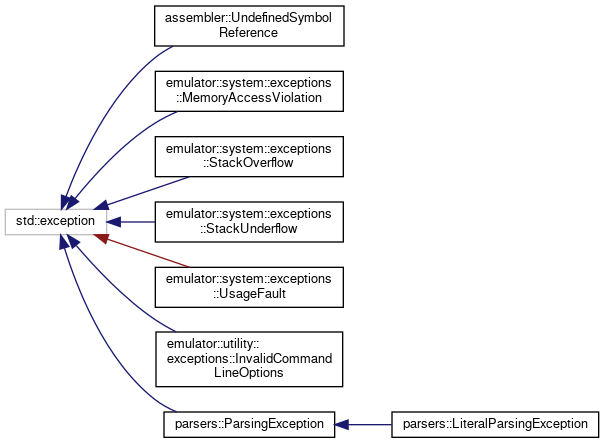 assembler::UndefinedSymbol
Reference
emulator::system::exceptions
::MemoryAccessViolation
emulator::system::exceptions
::StackOverflow
std::exception
emulator::system::exceptions
::StackUnderflow
emulator::system::exceptions
::UsageFault
emulator::utility::
exceptions::InvalidCommand
LineOptions
parsers::ParsingException
parsers::LiteralParsingException